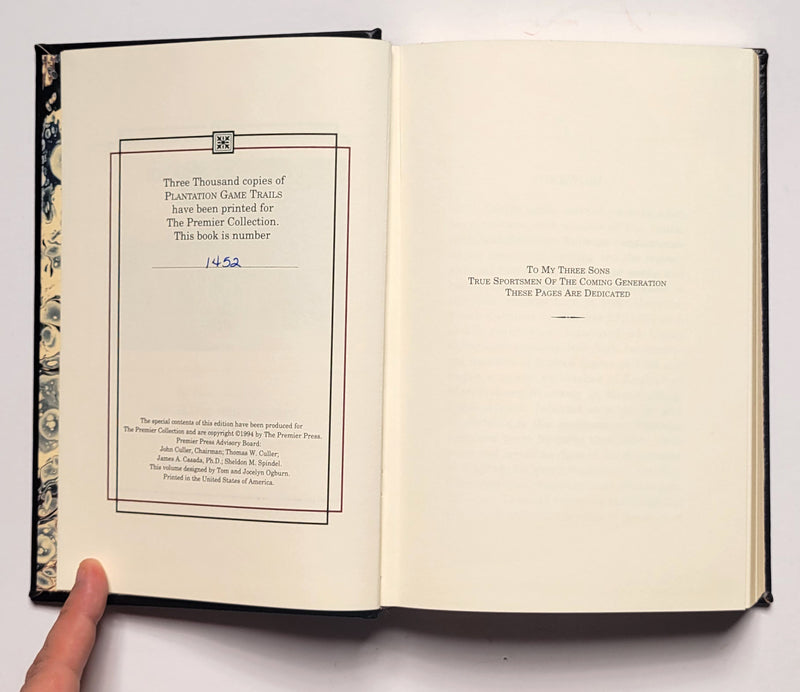 Three Thousand copies of
PLANTATION GAME TRAILS
have been printed for
The Premier Collection.
This book is number
1452
The special contents of this edition have been produced for
The Premier Collection and are copyright ©1994 by The Premier Press.
Premier Press Advisory Board:
John Culler, Chairman; Thomas W. Culler;
James A. Casada, Ph.D.; Sheldon M. Spindel.
This volume designed by Tom and Jocelyn Ogburn.
Printed in the United States of America.
TO MY THREE SONS
TRUE SPORTSMEN OF THE COMING GENERATION
THESE PAGES ARE DEDICATED